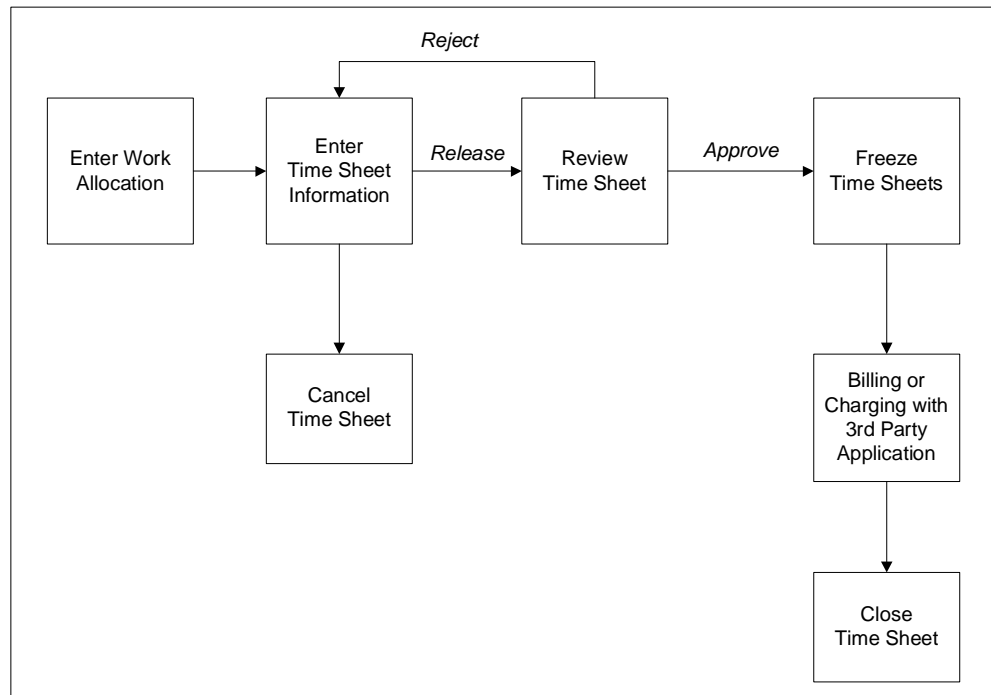 Reject
Enter Work
Allocation
Enter
Time Sheet
Information
Release
Review
Time Sheet
Approve
Freeze
Time Sheets
Cancel
Time Sheet
Billing or
Charging with
3rd Party
Application
Close
Time Sheet